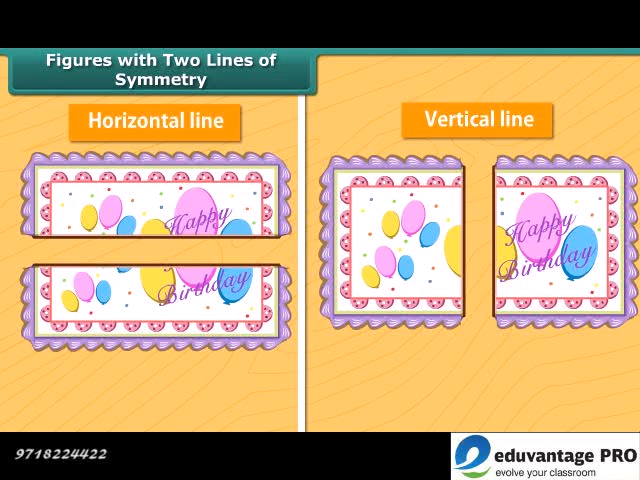 Figures with Two Lines of
Symmetry
Horizontal line
Vertical line
Happy
Birthday
Happy
Birthday
9718224422
eduvantage PRO
evolve your classroom